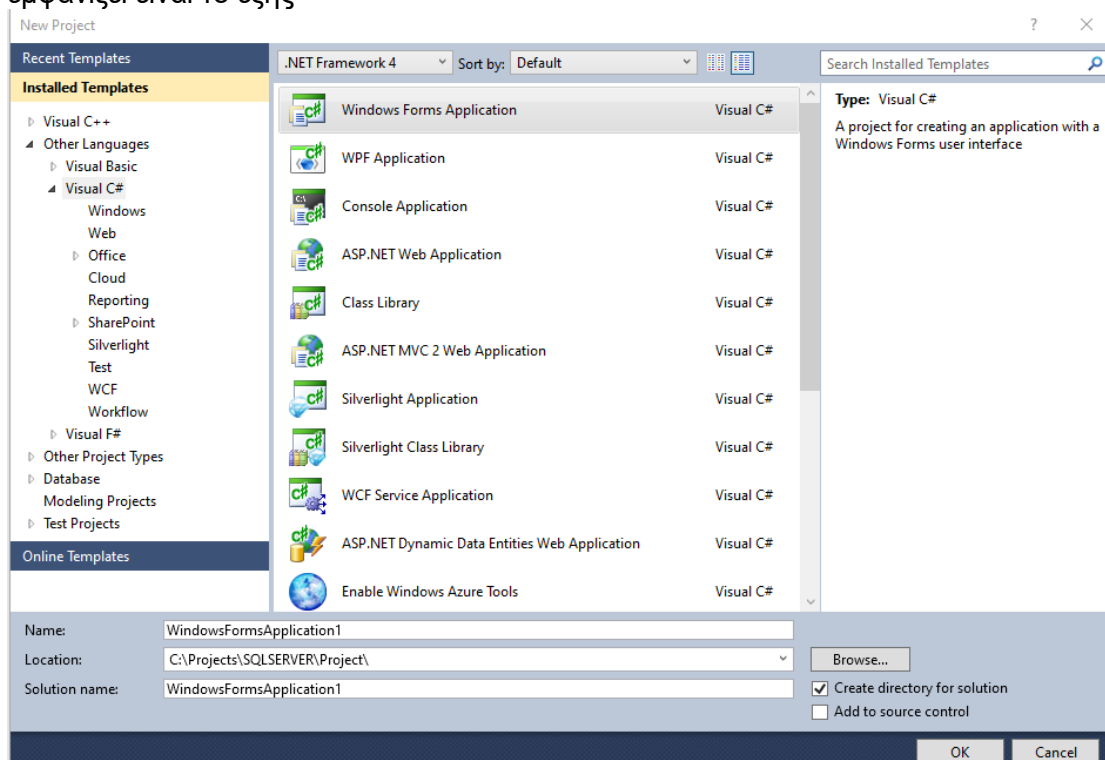 εμφανίζει είναι το εξής
New Project
Recent Templates
Installed Templates
Visual C++
Other Languages
Visual Basic
Visual C#
Windows
Web
Office
Cloud
Reporting
SharePoint
Silverlight
Test
WCF
Workflow
Visual F#
Other Project Types
Database
Modeling Projects
Test Projects
Online Templates
.NET Framework 4 Sort by: Default
Windows Forms Application Visual C#
WPF Application Visual C#
Console Application Visual C#
ASP.NET Web Application Visual C#
Class Library Visual C#
ASP.NET MVC 2 Web Application Visual C#
Silverlight Application Visual C#
Silverlight Class Library Visual C#
WCF Service Application Visual C#
ASP.NET Dynamic Data Entities Web Application Visual C#
Enable Windows Azure Tools Visual C#
Search Installed Templates
Type: Visual C#
A project for creating an application with a
Windows Forms user interface
Name: WindowsFormsApplication1
Location: C:\Projects\SQLSERVER\Project\
Browse...
Solution name: WindowsFormsApplication1
Create directory for solution
Add to source control
OK Cancel